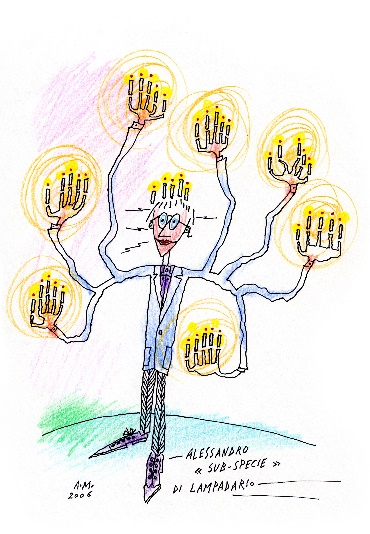 ALESSANDRO
« SUB-SPECIE »
DI LAMPADARIO
A.M.
2006